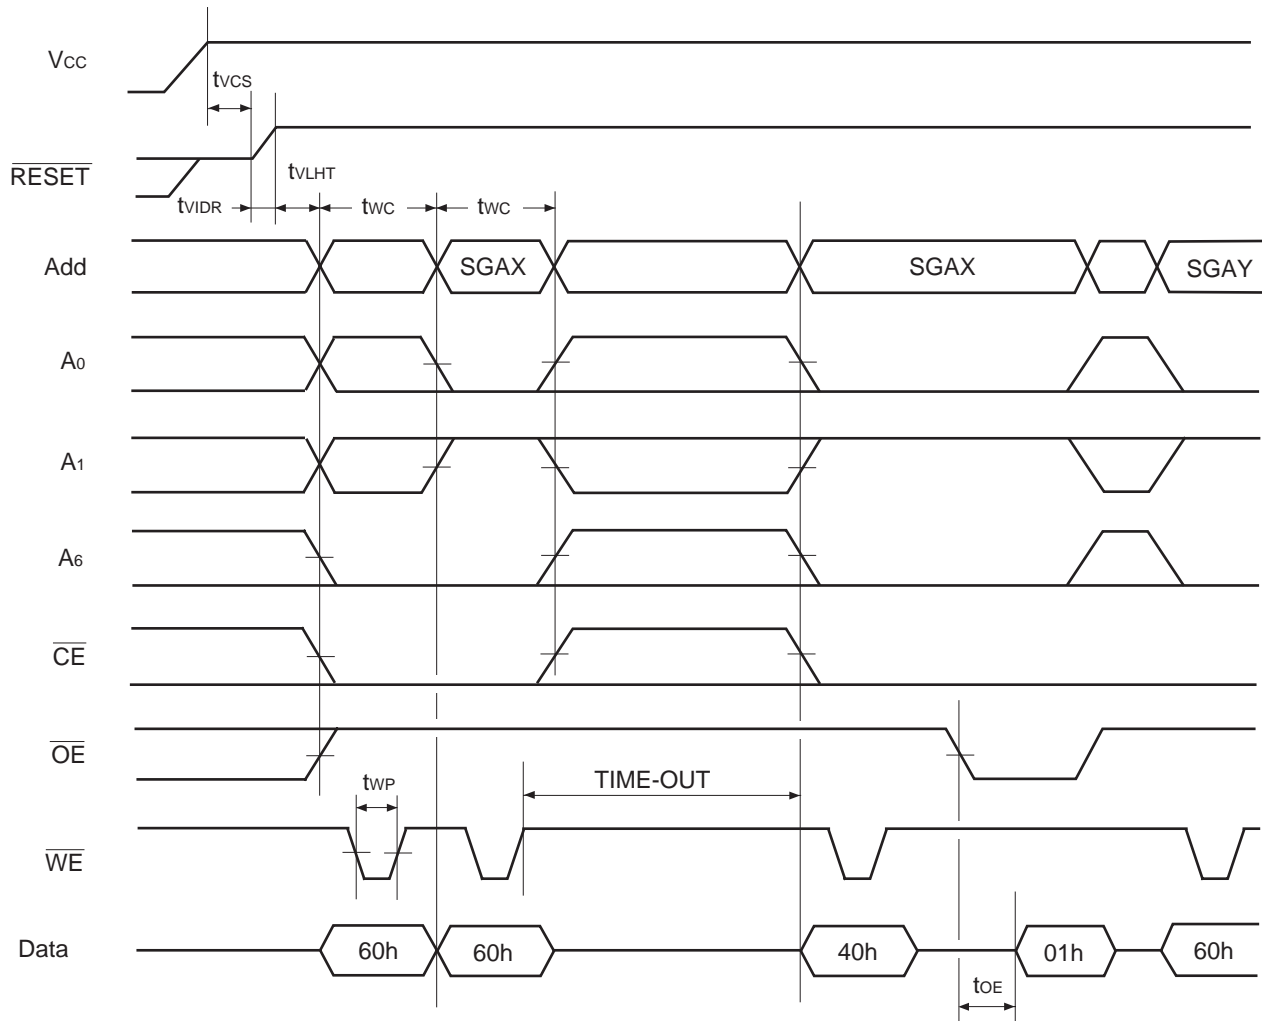 VCC
tVCS
RESET
tVLHT
tVIDR
tWC
tWC
Add
SGAX
SGAX
SGAY
A0
A1
A6
CE
OE
tWP
TIME-OUT
WE
Data
60h
60h
40h
01h
60h
tOE